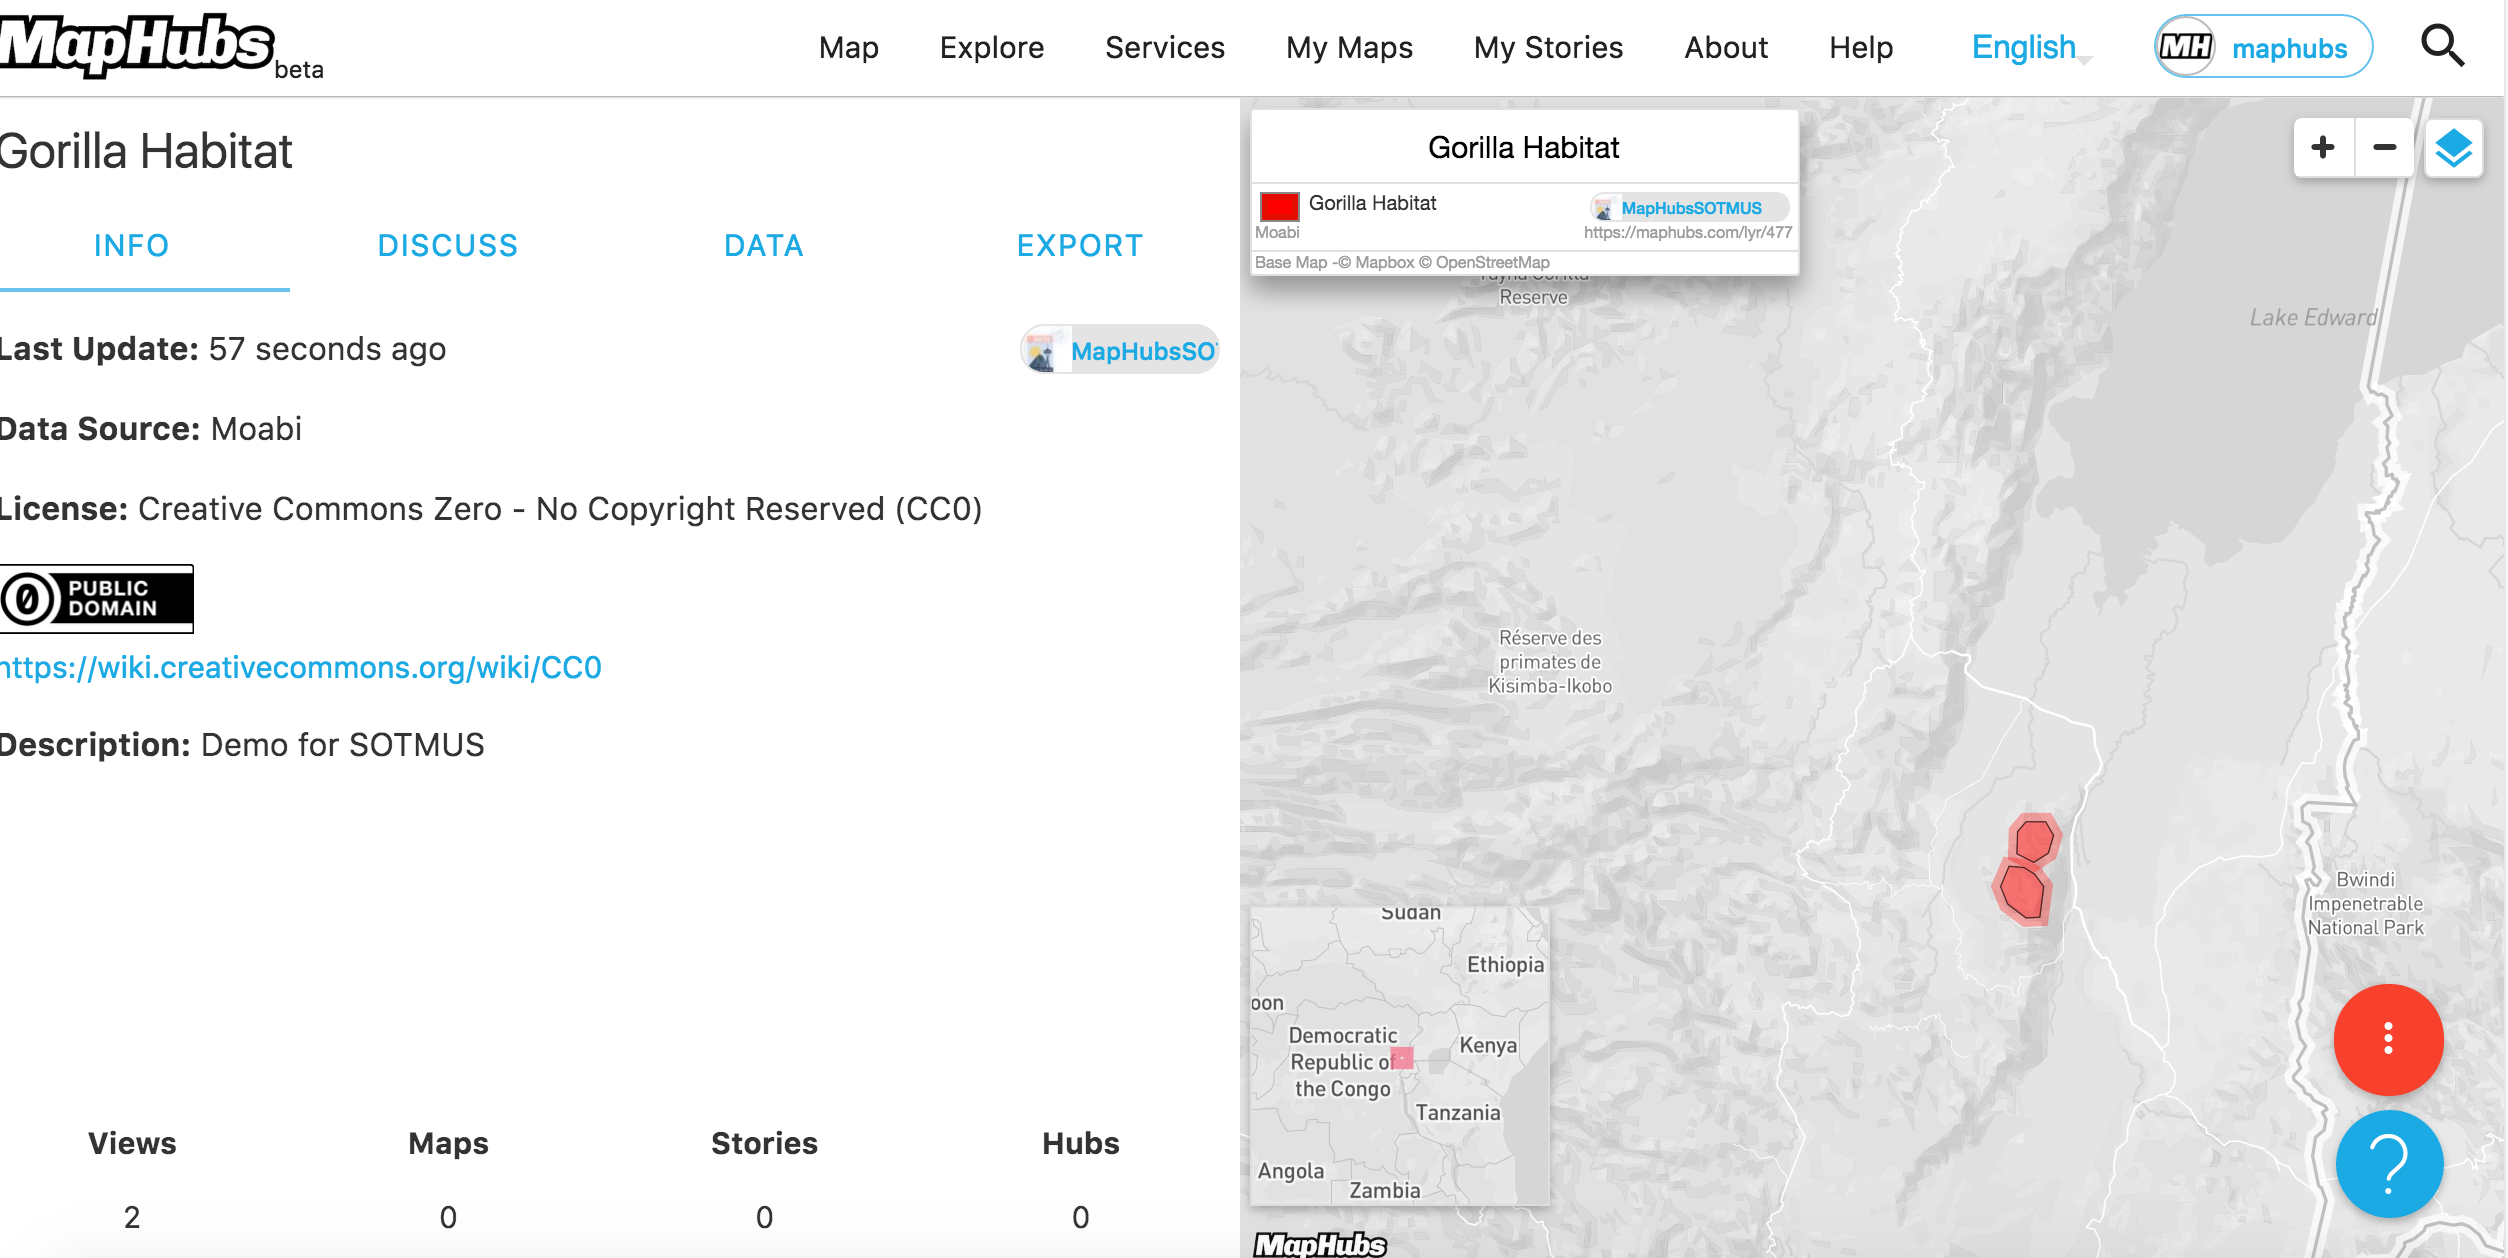 MapHubs beta
Map Explore Services My Maps My Stories About Help English MH maphubs
Gorilla Habitat
INFO DISCUSS DATA EXPORT
Last Update: 57 seconds ago
MapHubsSO
Data Source: Moabi
License: Creative Commons Zero - No Copyright Reserved (CC0)
PUBLIC
DOMAIN
https://wiki.creativecommons.org/wiki/CC0
Description: Demo for SOTMUS
Views Maps Stories Hubs
2 0 0 0
Gorilla Habitat
Gorilla Habitat MapHubsSOTMUS
Moabi https://maphubs.com/lyr/477
Base Map -© Mapbox © OpenStreetMap
Reserve
Lake Edward
Réserve des
primates de
Kisimba-Ikobo
Bwindi
Impenetrable
National Park
Sudan
Ethiopia
oon
Democratic
Republic of
the Congo
Kenya
Tanzania
Angola
Zambia
MapHubs
?